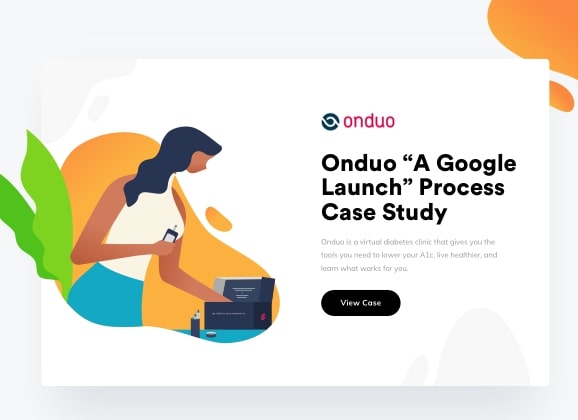 onduo
Onduo “A Google
Launch” Process
Case Study
Onduo is a virtual diabetes clinic that gives you the
tools you need to lower your A1c, live healthier, and
learn what works for you.
View Case